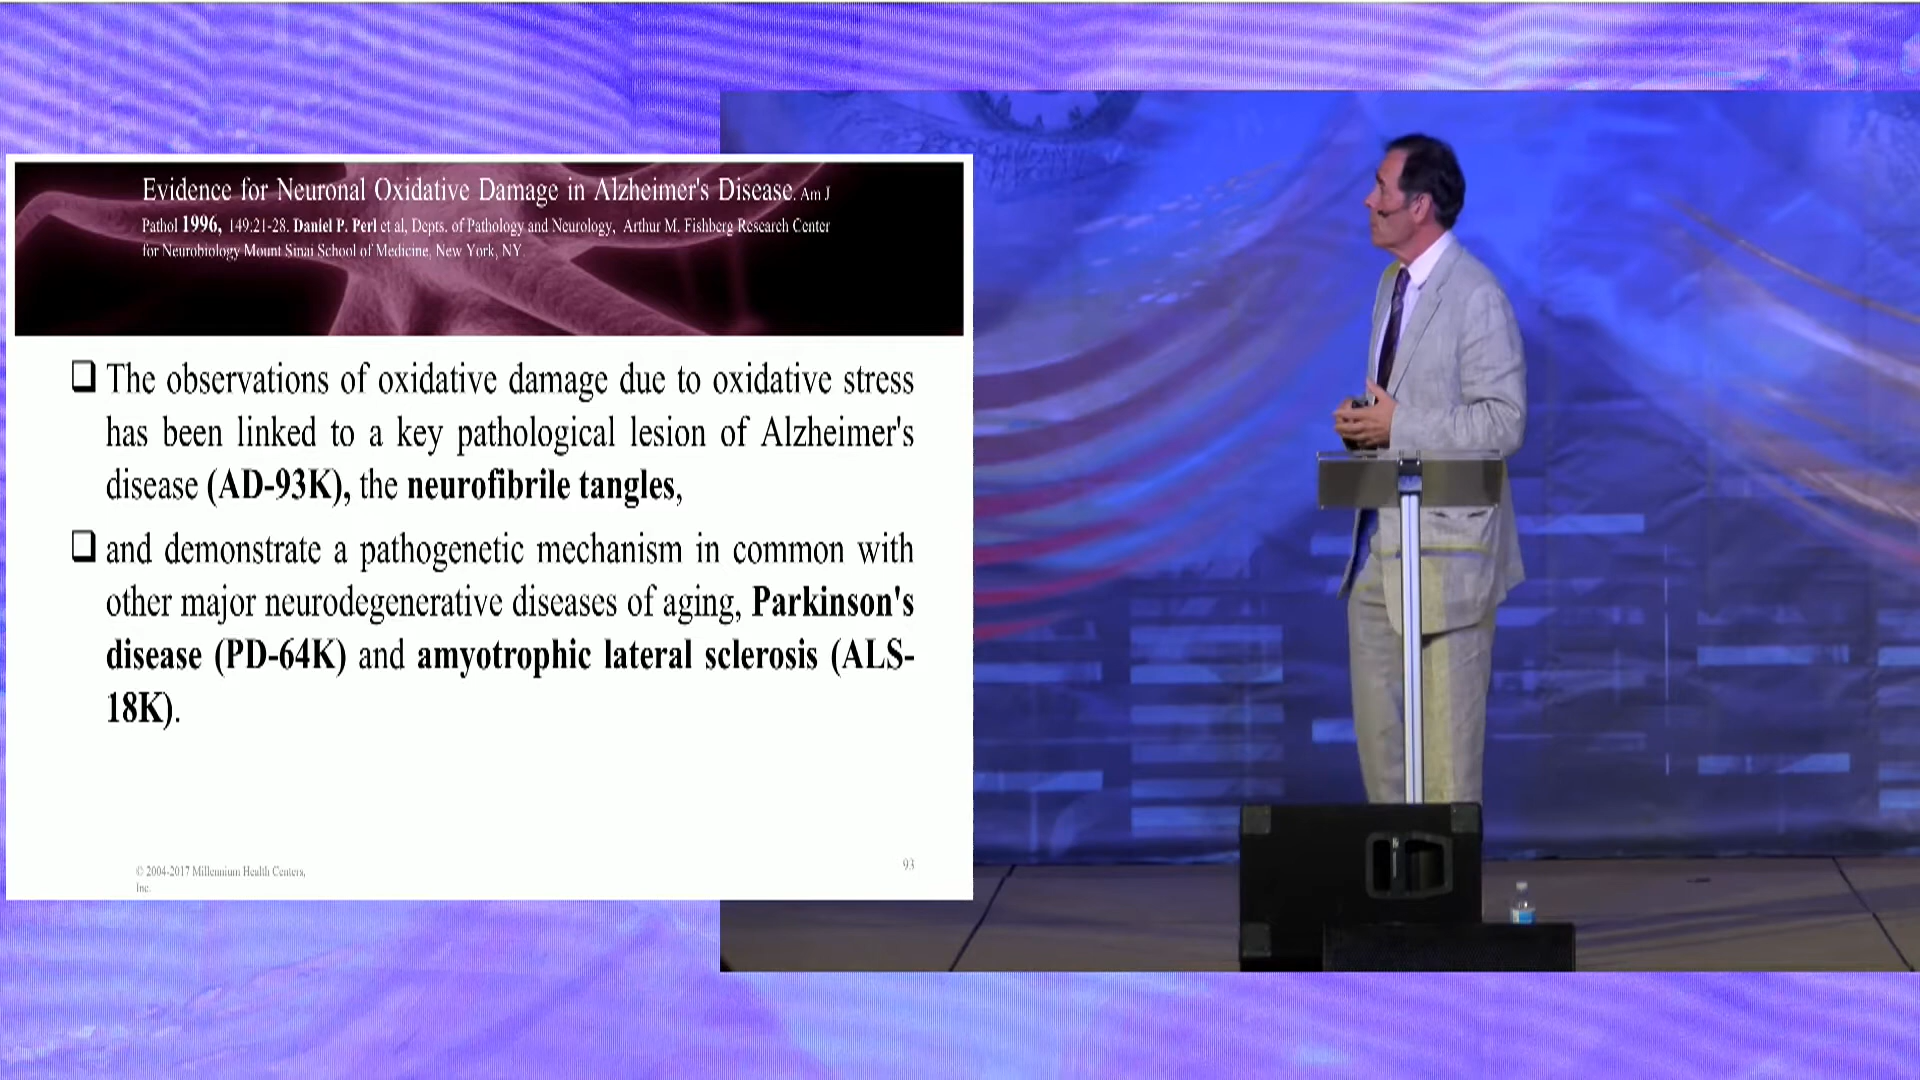 Evidence for Neuronal Oxidative Damage in Alzheimer's Disease. Am J
Pathol 1996, 149:21-28. Daniel P. Perl et al, Depts. of Pathology and Neurology, Arthur M. Fishberg Research Center
for Neurobiology Mount Sinai School of Medicine, New York, NY.
❑ The observations of oxidative damage due to oxidative stress
has been linked to a key pathological lesion of Alzheimer's
disease (AD-93K), the neurofibrile tangles,
❑ and demonstrate a pathogenetic mechanism in common with
other major neurodegenerative diseases of aging, Parkinson's
disease (PD-64K) and amyotrophic lateral sclerosis (ALS-
18K).
© 2004-2017 Millennium Health Centers,
Inc.
93